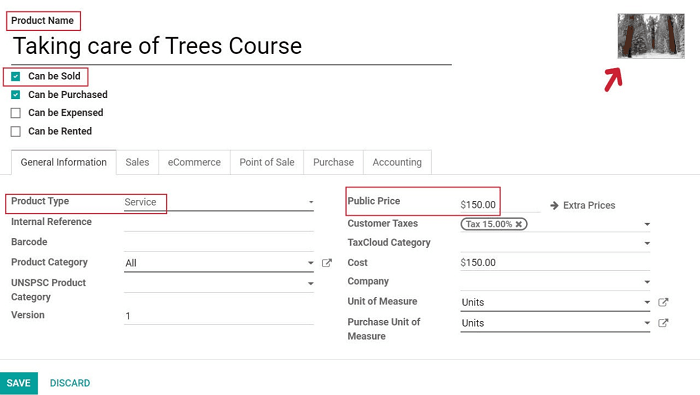 Product Name
Taking care of Trees Course
Can be Sold
Can be Purchased
Can be Expensed
Can be Rented
General Information Sales eCommerce Point of Sale Purchase Accounting
Product Type Service
Internal Reference
Barcode
Product Category All
UNSPSC Product
Category
Version 1
Public Price $150.00 Extra Prices
Customer Taxes Tax 15.00% ×
TaxCloud Category
Cost $150.00
Company
Unit of Measure Units
Purchase Unit of Units
Measure
SAVE DISCARD